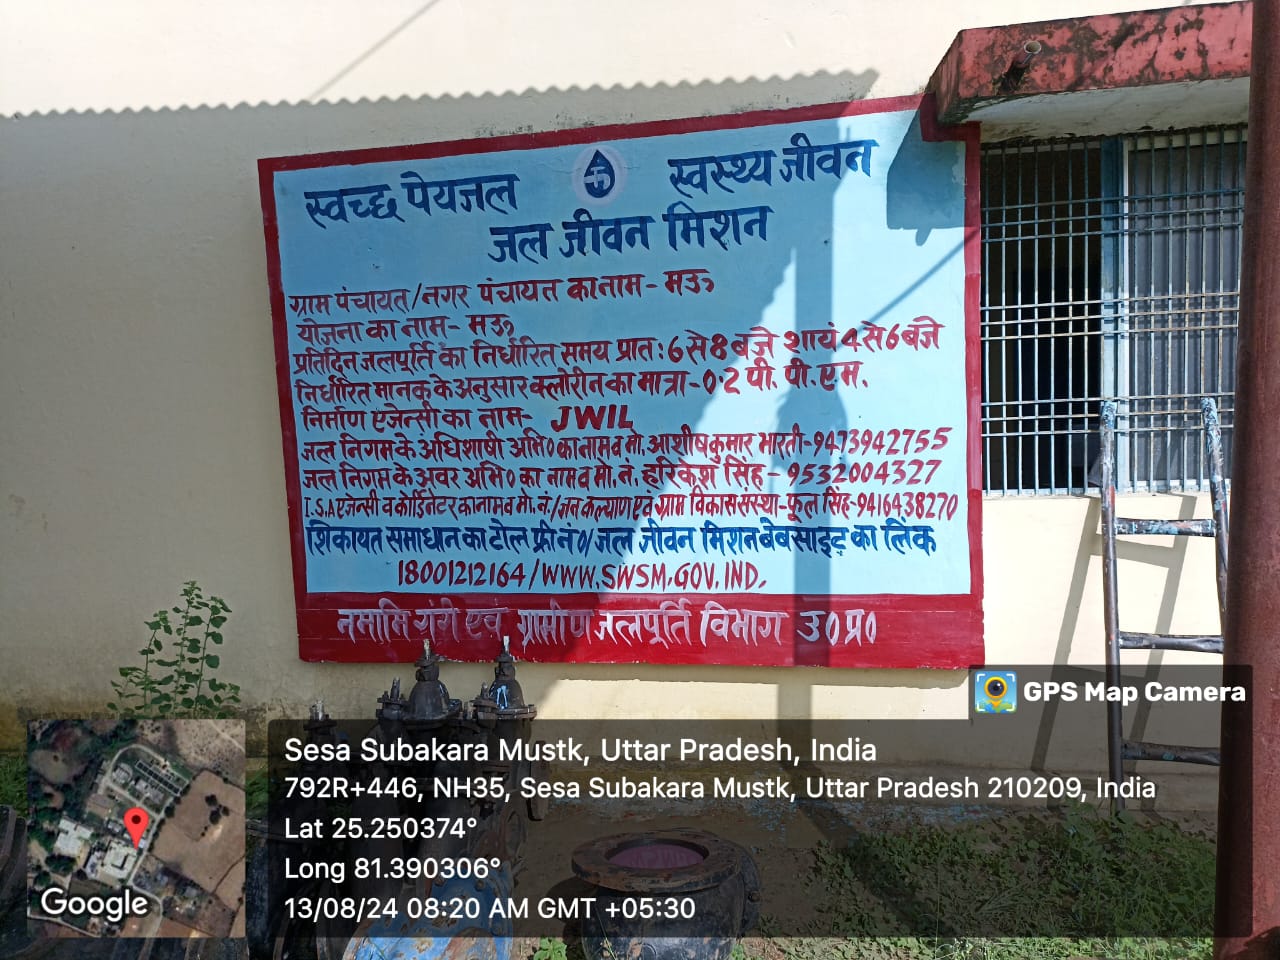 स्वच्छ पेयजल स्वस्थ्य जीवन
जल जीवन मिशन
ग्राम पंचायत/नगर पंचायत का नाम- मऊ
योजना का नाम- मऊ
प्रतिदिन जलपूर्ति का निर्धारित समय प्रात: 6 से 8 बजे शायं 4 से 6 बजे
निर्धारित मानक के अनुसार क्लोरीन का मात्रा-0.2 पी. पी. एम.
निर्माण एजेन्सी का नाम- JWIL
जल निगम के अधिशाषी अभि० का नाम व मो. आशीष कुमार भारती-9473942755
जल निगम के अवर अभि० का नाम व मो. नं. हरिकेश सिंह- 9532004327
I.S.A एजेन्सी व कोर्डिनेटर का नाम व मो. नं./जन कल्याण एवं ग्राम विकास संस्था-फूल सिंह-9416438270
शिकायत समाधान का टोल फ्री नं०/जल जीवन मिशन बेबसाइट का लिंक
18001212164/WWW.SWSM.GOV.IND.
नमामि गंगे एवं ग्रामीण जलपूर्ति विभाग उ० प्र०
GPS Map Camera
Sesa Subakara Mustk, Uttar Pradesh, India
792R+446, NH35, Sesa Subakara Mustk, Uttar Pradesh 210209, India
Lat 25.250374°
Long 81.390306°
13/08/24 08:20 AM GMT +05:30
Google